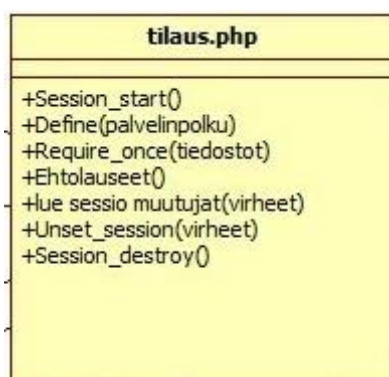 tilaus.php
+Session_start()
+Define(palvelinpolku)
+Require_once(tiedostot)
+Ehtolauseet()
+lue sessio muutujat(virheet)
+Unset_session(virheet)
+Session_destroy()